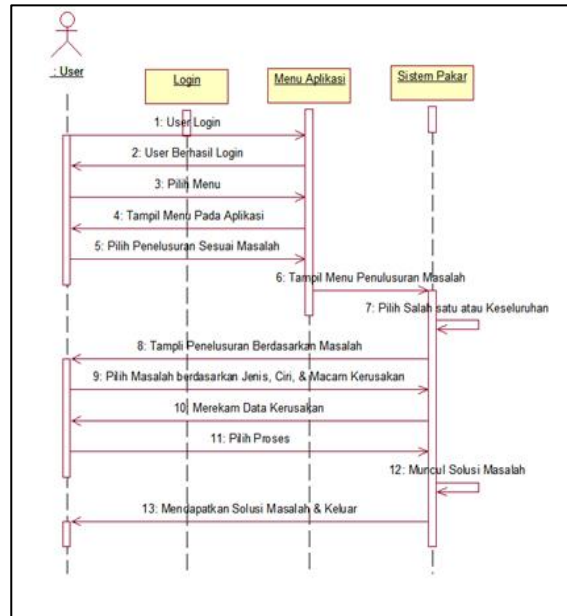 : User
Login
Menu Aplikasi
Sistem Pakar
1: User Login
2: User Berhasil Login
3: Pilih Menu
4: Tampil Menu Pada Aplikasi
5: Pilih Penelusuran Sesuai Masalah
6: Tampil Menu Penulusuran Masalah
7: Pilih Salah satu atau Keseluruhan
8: Tampli Penelusuran Berdasarkan Masalah
9: Pilih Masalah berdasarkan Jenis, Ciri, & Macam Kerusakan
10: Merekam Data Kerusakan
11: Pilih Proses
12: Muncul Solusi Masalah
13: Mendapatkan Solusi Masalah & Keluar